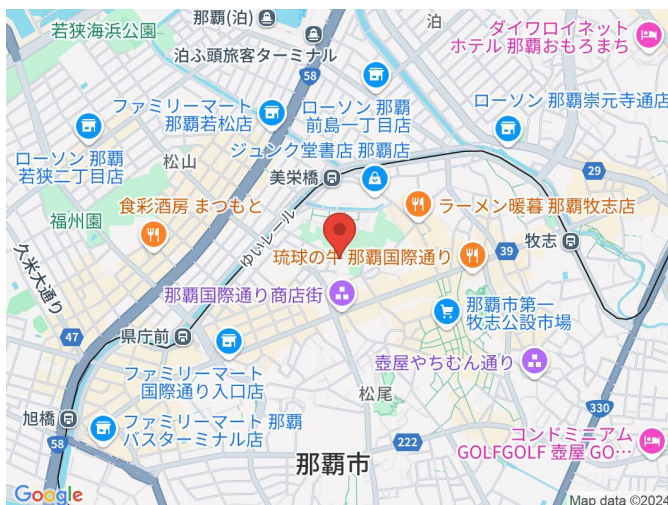 若狭海浜公園
那覇(泊)
泊ふ頭旅客ターミナル
泊
ダイワロイネット
ホテル 那覇おもろまち
58
ファミリーマート
那覇若松店
ローソン 那覇
前島一丁目店
ローソン 那覇崇元寺通店
ローソン 那覇
若狭二丁目店
松山
ジュンク堂書店 那覇店
美栄橋
29
福州園
食彩酒房 まつもと
ゆいレール
ラーメン暖暮 那覇牧志店
久米大通り
琉球の牛 那覇国際通り
39
牧志
那覇国際通り商店街
那覇市第一
牧志公設市場
47
県庁前
壺屋やちむん通り
ファミリーマート
国際通り入口店
松尾
旭橋
58
ファミリーマート 那覇
バスターミナル店
222
330
コンドミニアム
GOLFGOLF 壺屋 GO…
那覇市
Google
Map data ©2024